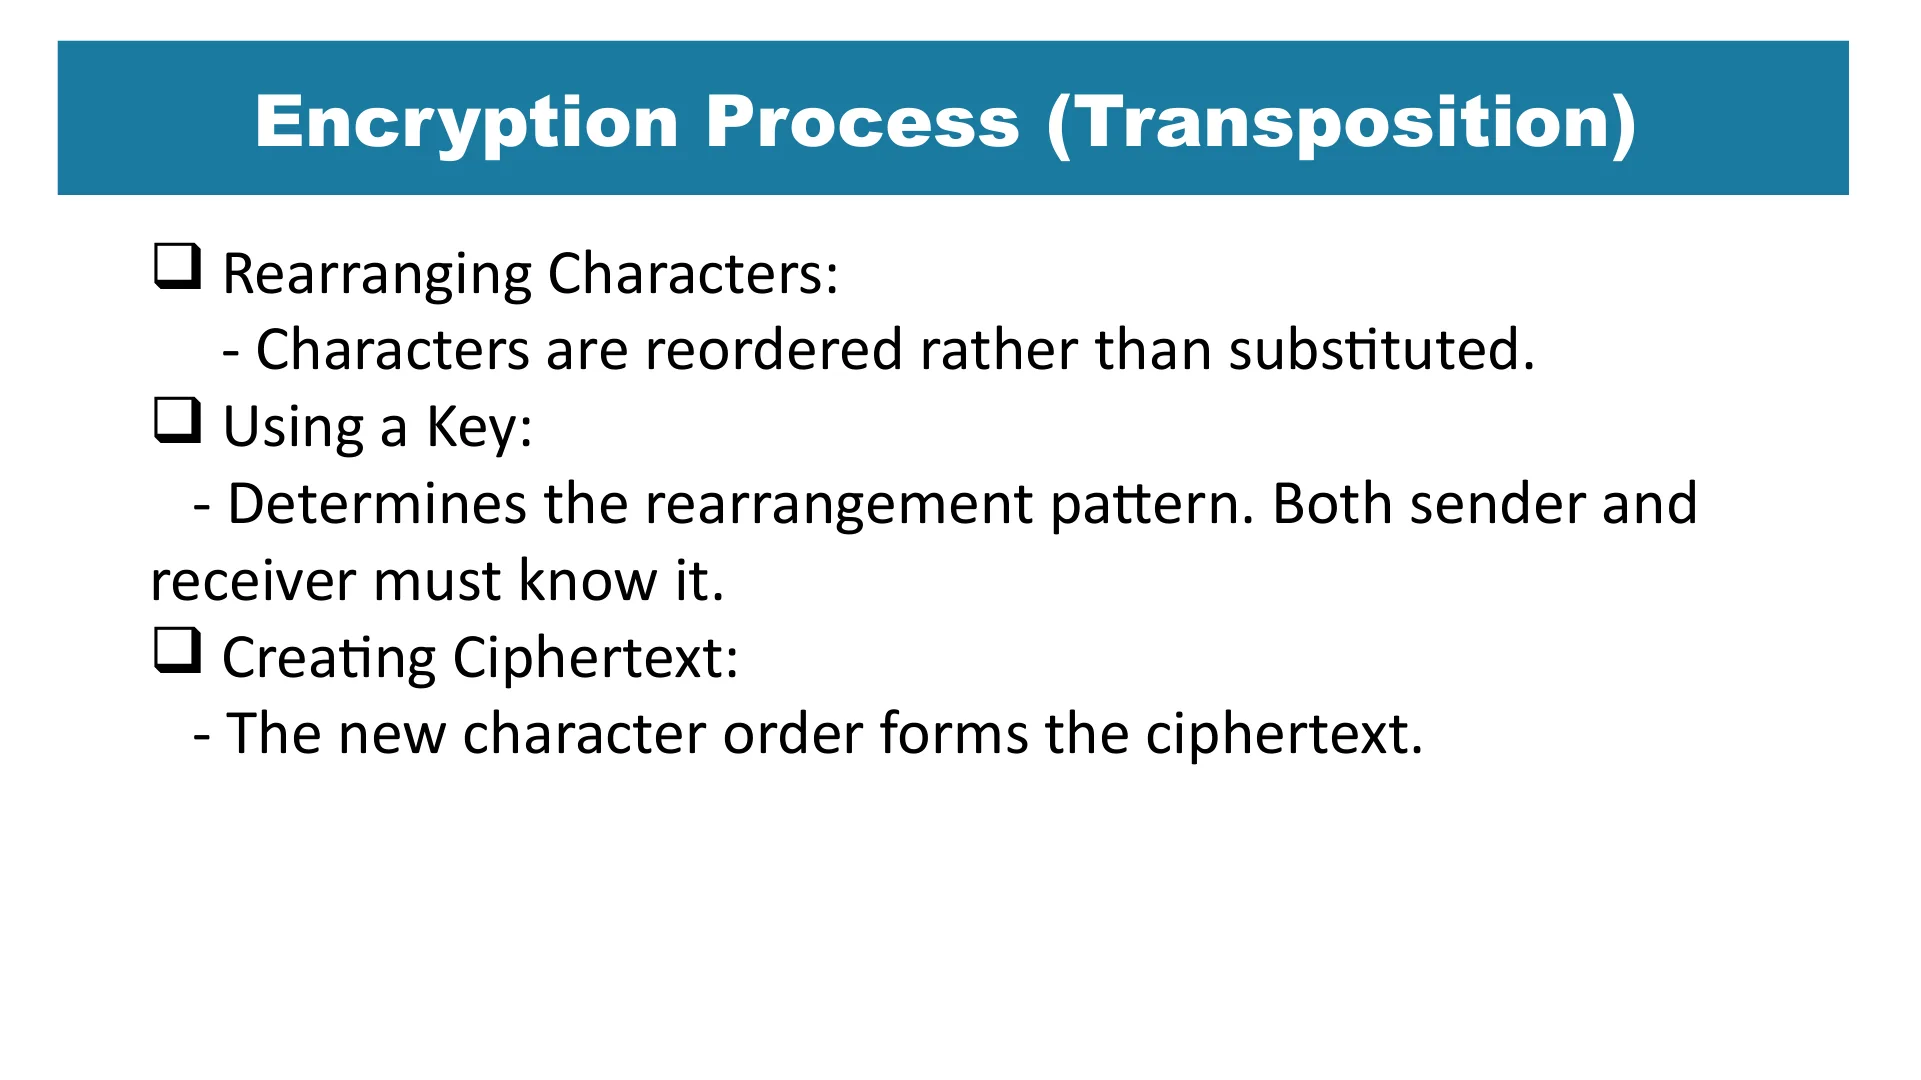 Encryption Process (Transposition)
❑ Rearranging Characters:
- Characters are reordered rather than substituted.
❑ Using a Key:
- Determines the rearrangement pattern. Both sender and
receiver must know it.
❑ Creating Ciphertext:
- The new character order forms the ciphertext.